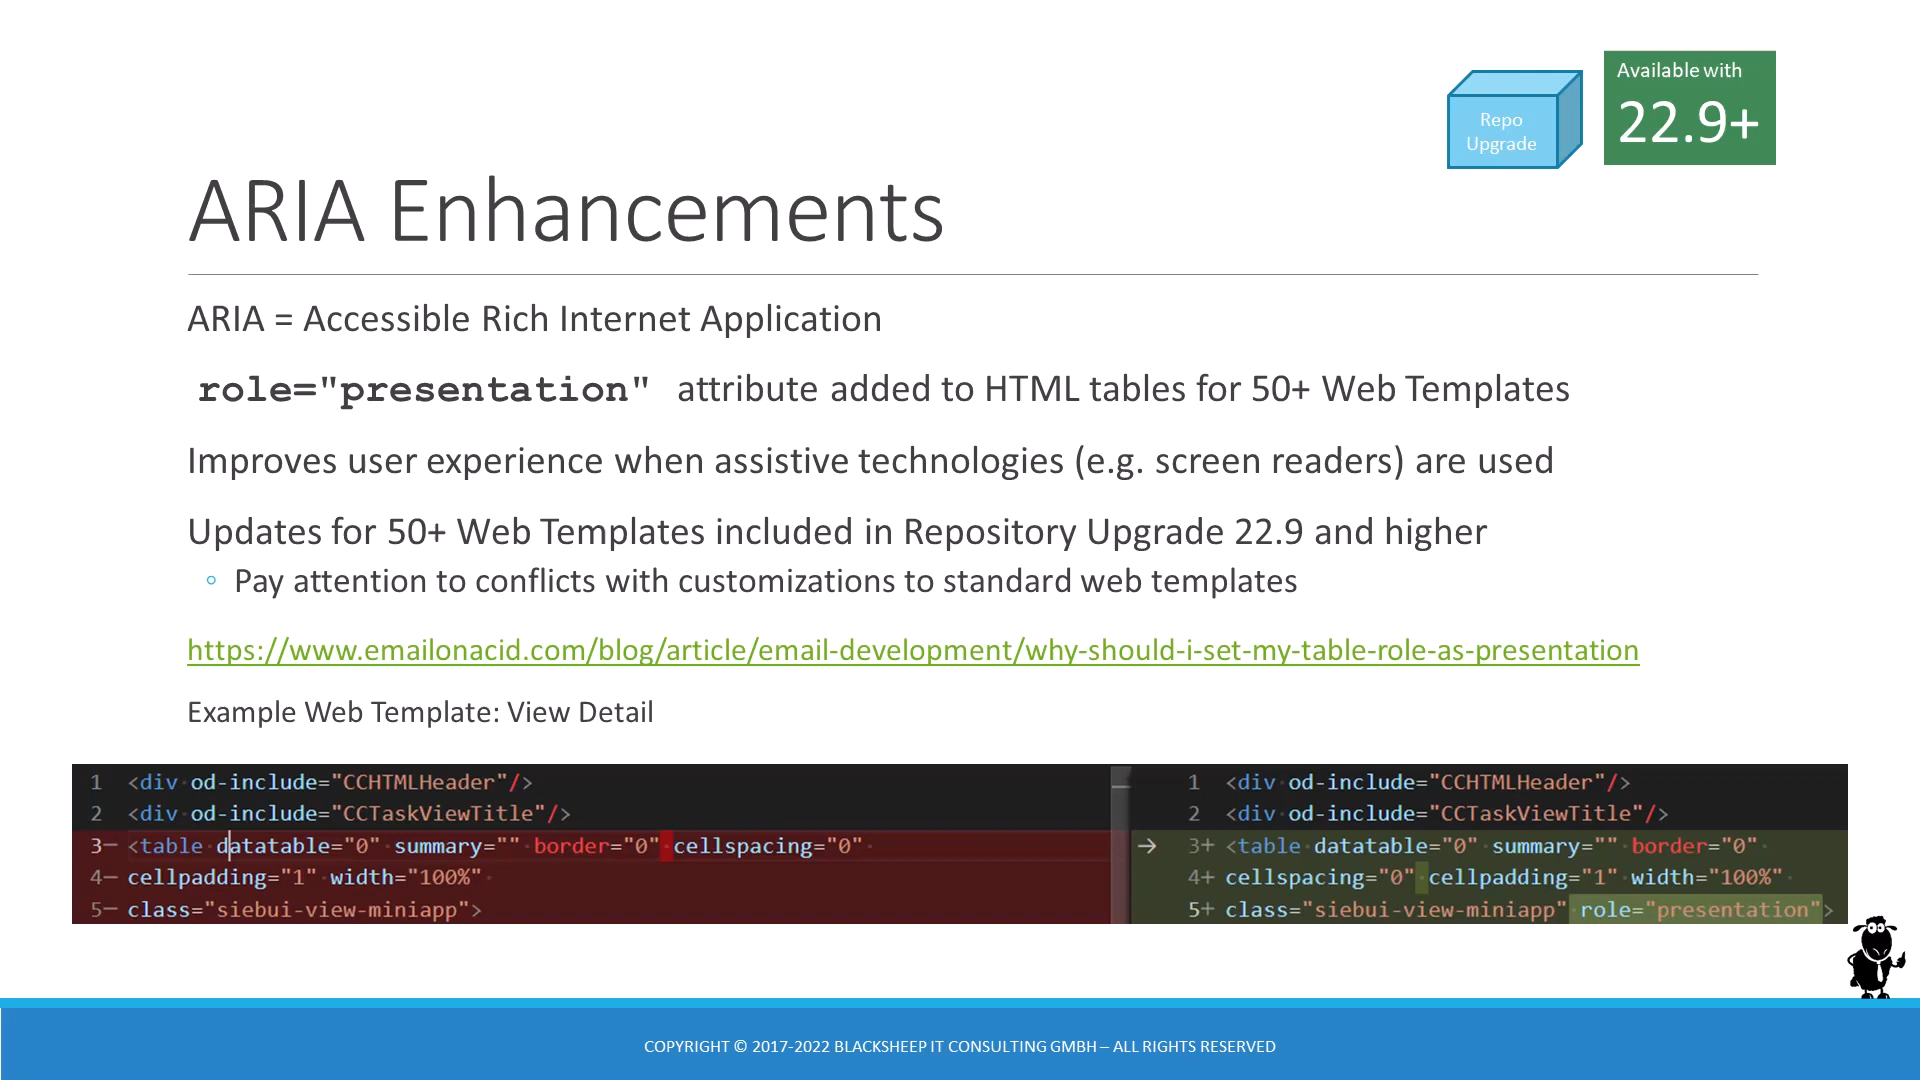 Available with
22.9+
Repo
Upgrade
ARIA Enhancements
ARIA = Accessible Rich Internet Application
role="presentation" attribute added to HTML tables for 50+ Web Templates
Improves user experience when assistive technologies (e.g. screen readers) are used
Updates for 50+ Web Templates included in Repository Upgrade 22.9 and higher
◦ Pay attention to conflicts with customizations to standard web templates
https://www.emailonacid.com/blog/article/email-development/why-should-i-set-my-table-role-as-presentation
Example Web Template: View Detail
1 <div od-include="CCHTMLHeader"/>
2 <div od-include="CCTaskViewTitle"/>
3− <table datatable="0" summary="" border="0" cellspacing="0"
4− cellpadding="1" width="100%"
5− class="siebui-view-miniapp">
1 <div od-include="CCHTMLHeader"/>
2 <div od-include="CCTaskViewTitle"/>
→ 3+ <table datatable="0" summary="" border="0"
4+ cellspacing="0" cellpadding="1" width="100%"
5+ class="siebui-view-miniapp" role="presentation">
COPYRIGHT © 2017-2022 BLACKSHEEP IT CONSULTING GMBH – ALL RIGHTS RESERVED